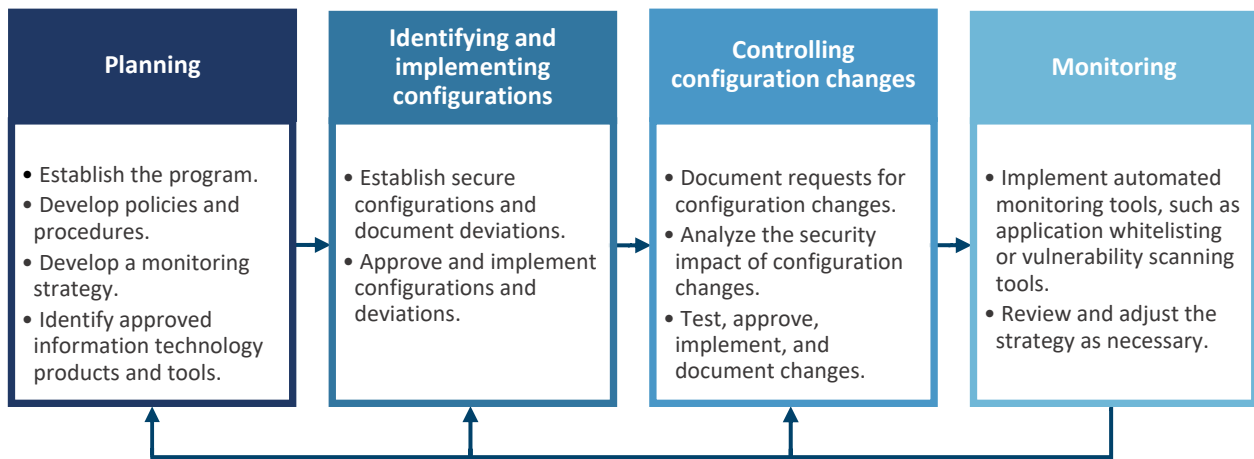 Planning
• Establish the program.
• Develop policies and
procedures.
• Develop a monitoring
strategy.
• Identify approved
information technology
products and tools.
Identifying and
implementing
configurations
• Establish secure
configurations and
document deviations.
• Approve and implement
configurations and
deviations.
Controlling
configuration changes
• Document requests for
configuration changes.
• Analyze the security
impact of configuration
changes.
• Test, approve,
implement, and
document changes.
Monitoring
• Implement automated
monitoring tools, such as
application whitelisting
or vulnerability scanning
tools.
• Review and adjust the
strategy as necessary.